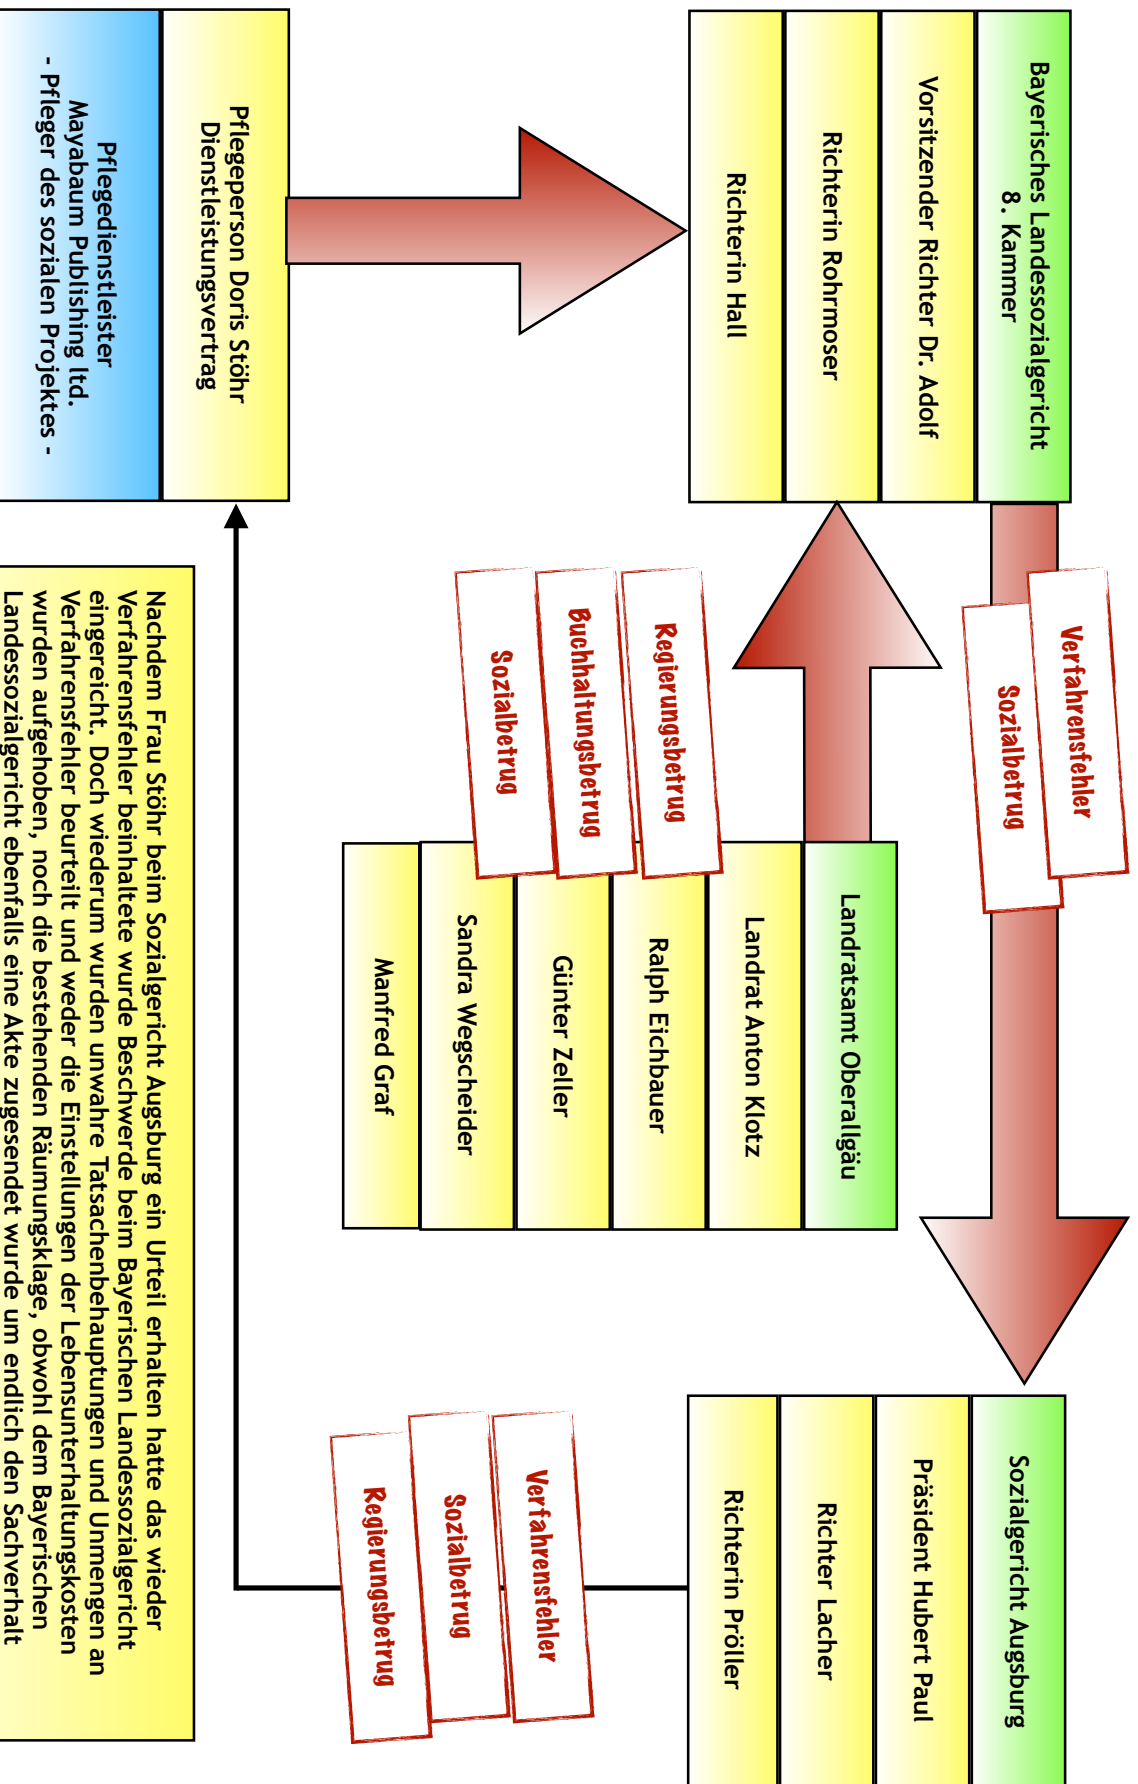 Bayerisches Landessozialgericht
8. Kammer
Vorsitzender Richter Dr. Adolf
Richterin Rohrmoser
Richterin Hall
Verfahrensfehler
Sozialbetrug
Sozialgericht Augsburg
Präsident Hubert Paul
Richter Lacher
Richterin Pröller
Landratsamt Oberallgäu
Landrat Anton Klotz
Ralph Eichbauer
Günter Zeller
Sandra Wegscheider
Manfred Graf
Regierungsbetrug
Buchhaltungsbetrug
Sozialbetrug
Verfahrensfehler
Sozialbetrug
Regierungsbetrug
Pflegeperson Doris Stöhr
Dienstleistungsvertrag
Pflegedienstleister
Mayabaum Publishing ltd.
- Pfleger des sozialen Projektes -
Nachdem Frau Stöhr beim Sozialgericht Augsburg ein Urteil erhalten hatte das wieder
Verfahrensfehler beinhaltete wurde Beschwerde beim Bayerischen Landessozialgericht
eingereicht. Doch wiederum wurden unwahre Tatsachenbehauptungen und Unmengen an
Verfahrensfehler beurteilt und weder die Einstellungen der Lebensunterhaltungskosten
wurden aufgehoben, noch die bestehenden Räumungsklage, obwohl dem Bayerischen
Landessozialgericht ebenfalls eine Akte zugesendet wurde um endlich den Sachverhalt